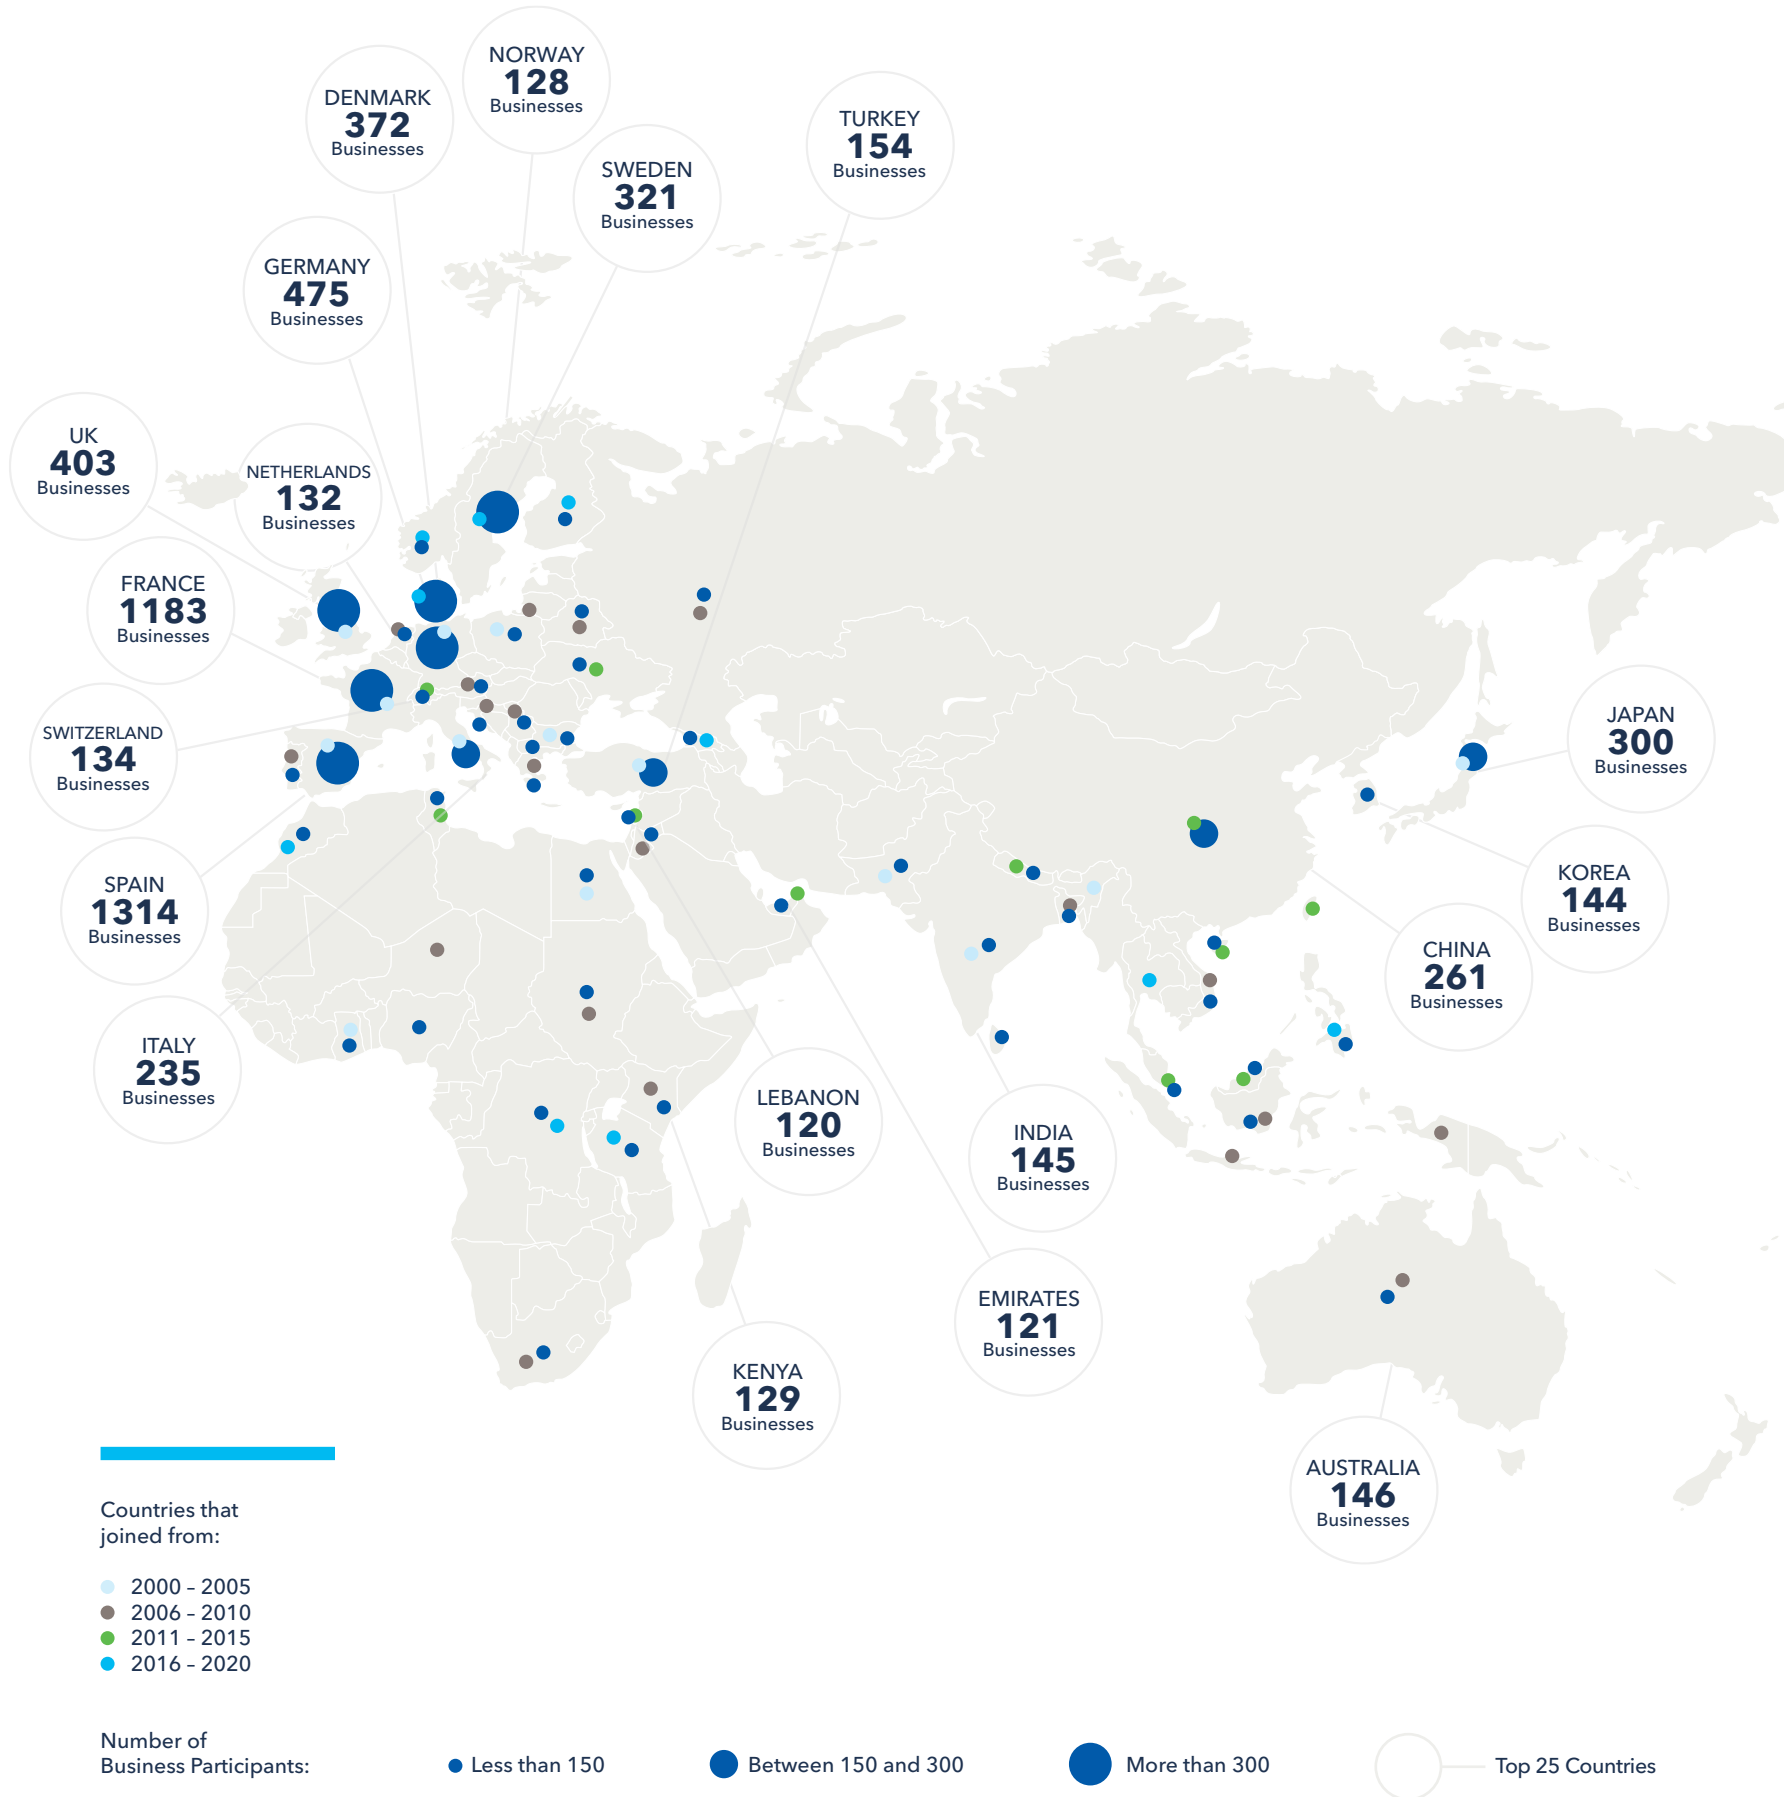 NORWAY
128
Businesses
DENMARK
372
Businesses
TURKEY
154
Businesses
SWEDEN
321
Businesses
GERMANY
475
Businesses
UK
403
Businesses
NETHERLANDS
132
Businesses
FRANCE
1183
Businesses
SWITZERLAND
134
Businesses
JAPAN
300
Businesses
SPAIN
1314
Businesses
KOREA
144
Businesses
CHINA
261
Businesses
ITALY
235
Businesses
LEBANON
120
Businesses
INDIA
145
Businesses
EMIRATES
121
Businesses
KENYA
129
Businesses
AUSTRALIA
146
Businesses
Countries that
joined from:
2000 – 2005
2006 – 2010
2011 – 2015
2016 – 2020
Number of
Business Participants:
Less than 150
Between 150 and 300
More than 300
Top 25 Countries